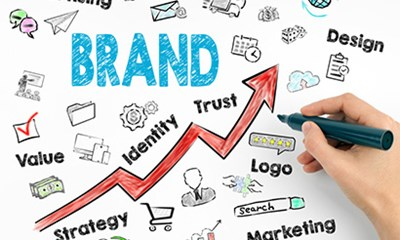 BRAND
Design
Trust
Identity
Value
Logo
Search
Strategy
Marketing